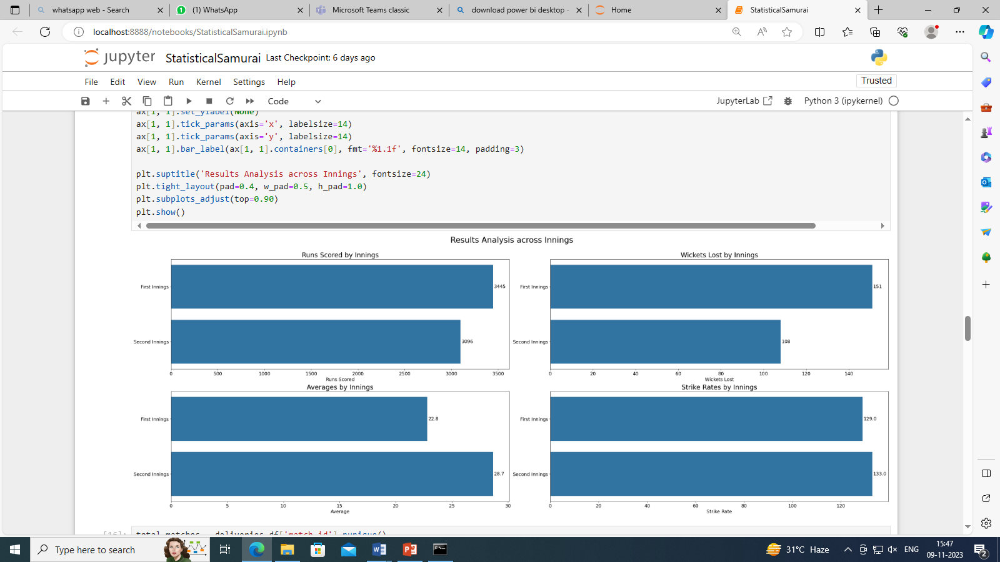 whatsapp web - Search
(1) WhatsApp
Microsoft Teams classic
download power bi desktop -
Home
StatisticalSamurai
localhost:8888/notebooks/StatisticalSamurai.ipynb
jupyter StatisticalSamurai Last Checkpoint: 6 days ago
File Edit View Run Kernel Settings Help
Trusted
Code
JupyterLab
Python 3 (ipykernel)
ax[1, 1].set_ylabel(None)
ax[1, 1].tick_params(axis='x', labelsize=14)
ax[1, 1].tick_params(axis='y', labelsize=14)
ax[1, 1].bar_label(ax[1, 1].containers[0], fmt='%1.1f', fontsize=14, padding=3)
plt.suptitle('Results Analysis across Innings', fontsize=24)
plt.tight_layout(pad=0.4, w_pad=0.5, h_pad=1.0)
plt.subplots_adjust(top=0.90)
plt.show()
Results Analysis across Innings
Runs Scored by Innings
First Innings
3445
Second Innings
3096
0 500 1000 1500 2000 2500 3000 3500
Runs Scored
Wickets Lost by Innings
First Innings
151
Second Innings
108
0 20 40 60 80 100 120 140
Wickets Lost
Averages by Innings
First Innings
22.8
Second Innings
28.7
0 5 10 15 20 25 30
Average
Strike Rates by Innings
First Innings
129.0
Second Innings
133.0
0 20 40 60 80 100 120
Strike Rate
[16]: total_matches = deliveries_df['match_id'].nunique()
Type here to search
31°C Haze
ENG
15:47
09-11-2023
2